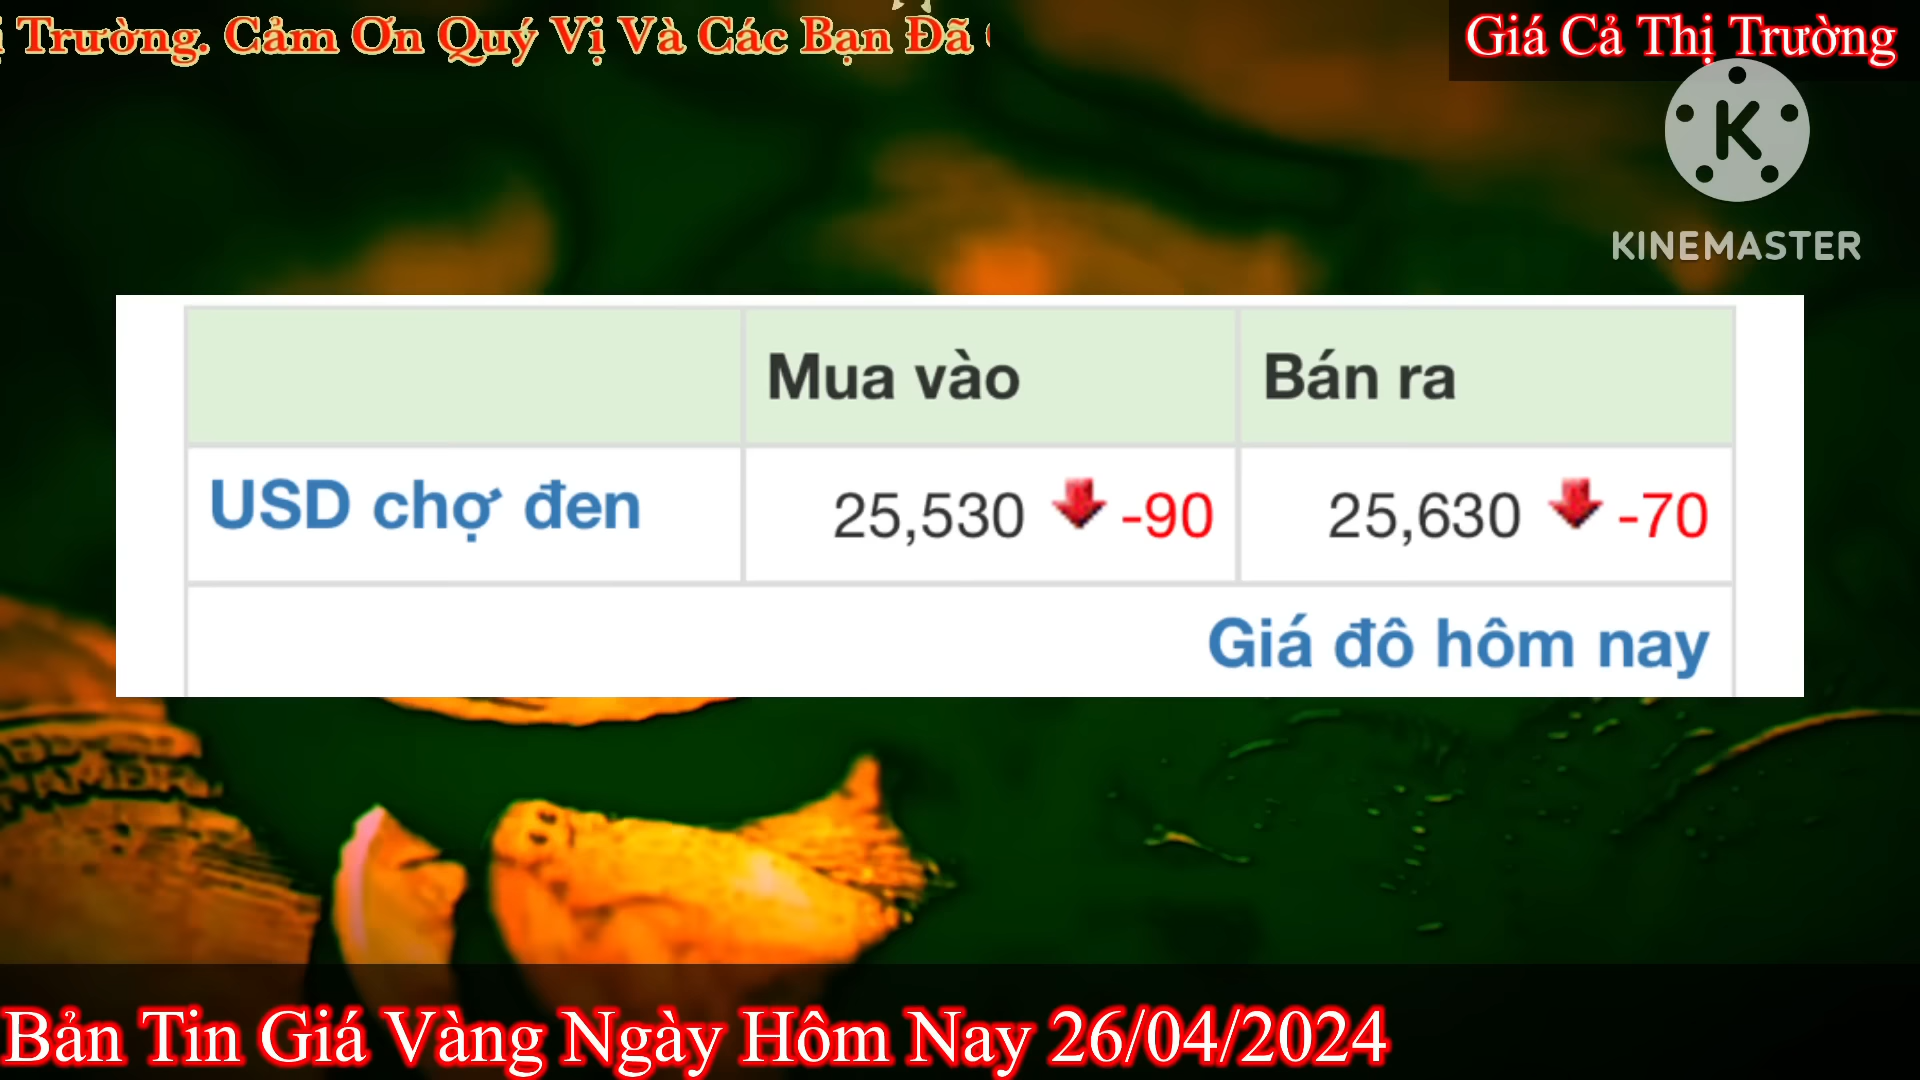 Trường. Cảm Ơn Quý Vị Và Các Bạn Đã
Giá Cả Thị Trường
K
KINEMASTER
Mua vào Bán ra
USD chợ đen 25,530 -90 25,630 -70
Giá đô hôm nay
Bản Tin Giá Vàng Ngày Hôm Nay 26/04/2024